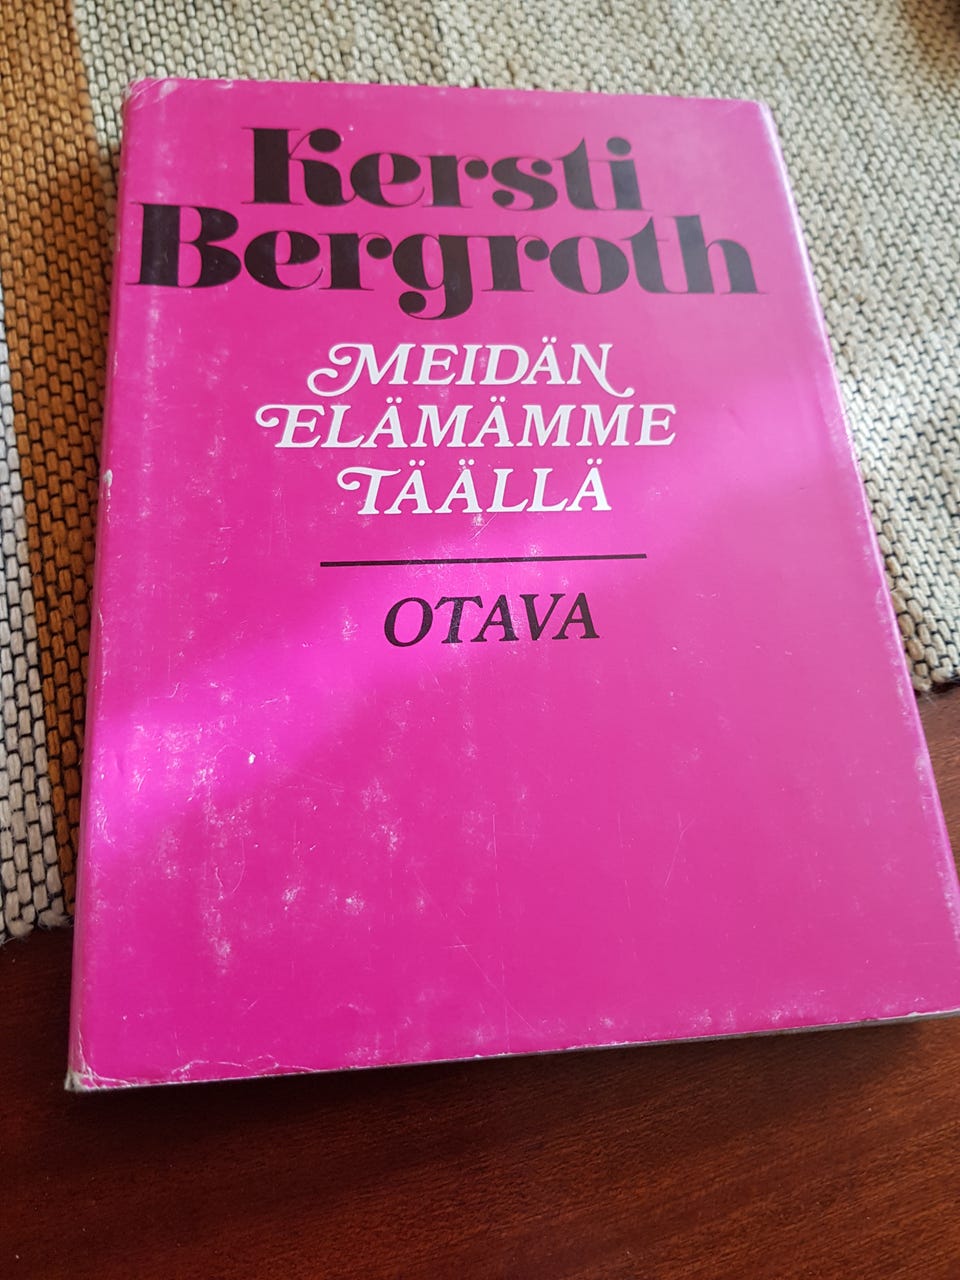 Kersti
Bergroth
MEIDÄN
ELÄMÄMME
TÄÄLLÄ
OTAVA